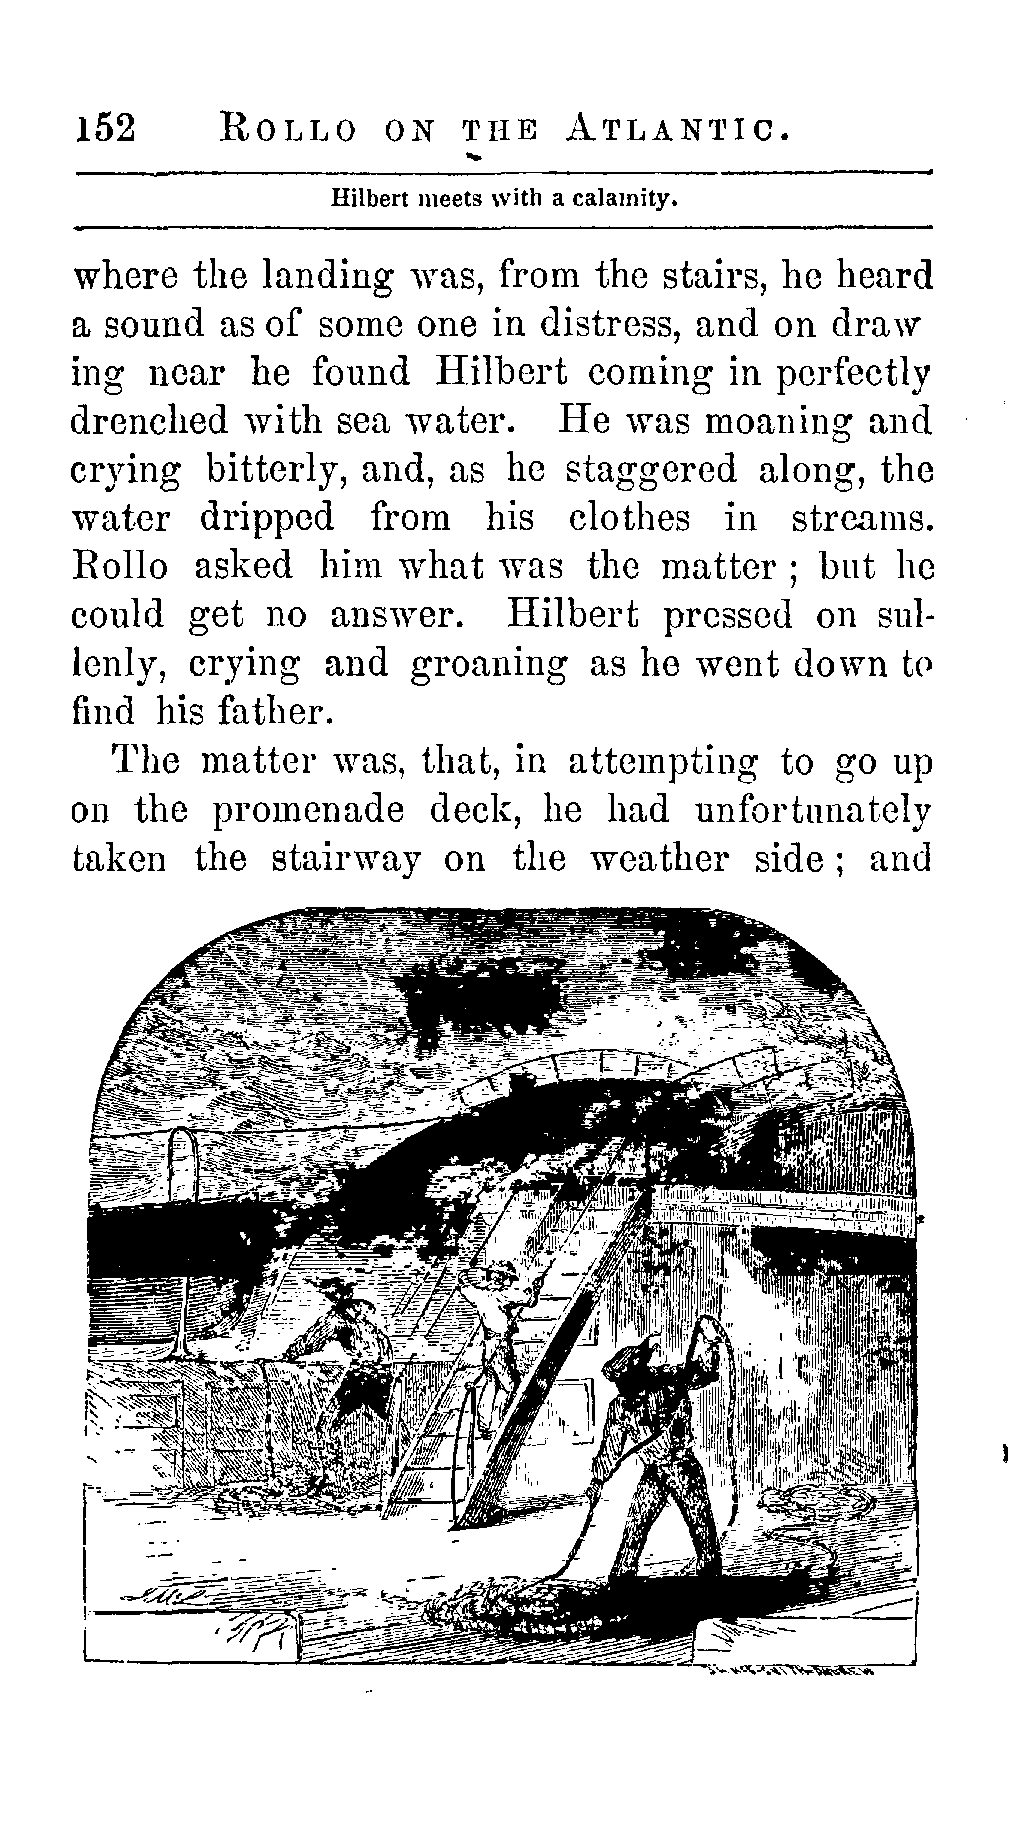 152 ROLLO ON THE ATLANTIC.
Hilbert meets with a calamity.
where the landing was, from the stairs, he heard
a sound as of some one in distress, and on draw
ing near he found Hilbert coming in perfectly
drenched with sea water. He was moaning and
crying bitterly, and, as he staggered along, the
water dripped from his clothes in streams.
Rollo asked him what was the matter ; but he
could get no answer. Hilbert pressed on sul-
lenly, crying and groaning as he went down to
find his father.
The matter was, that, in attempting to go up
on the promenade deck, he had unfortunately
taken the stairway on the weather side ; and